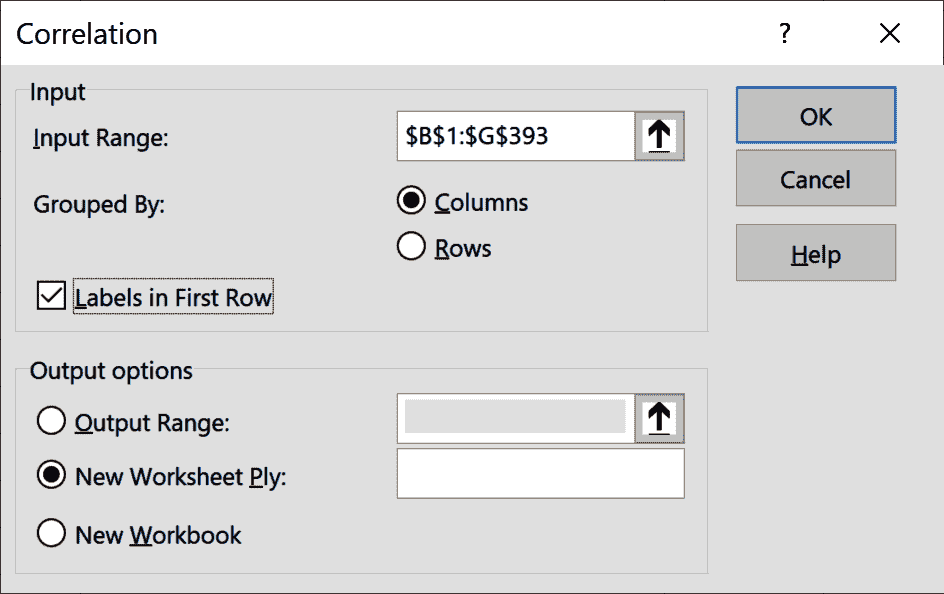 Correlation ?
Input
Input Range: $B$1:$G$393
Grouped By: Columns
Rows
Labels in First Row
OK
Cancel
Help
Output options
Output Range:
New Worksheet Ply:
New Workbook